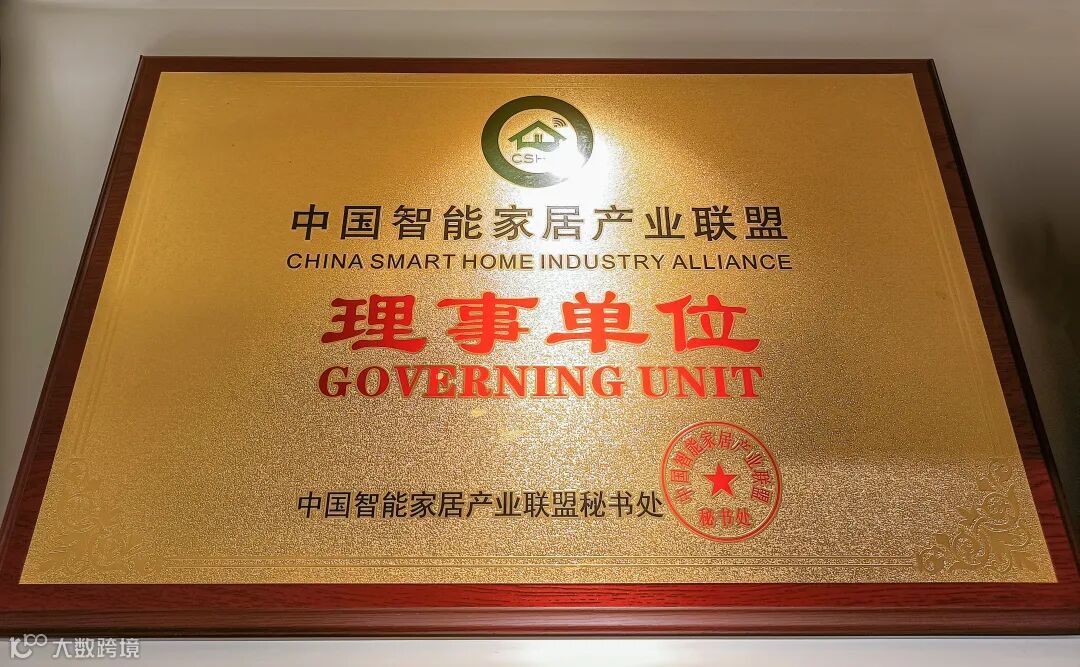 中国智能家居产业联盟
CHINA SMART HOME INDUSTRY ALLIANCE
理事单位
GOVERNING UNIT
中国智能家居产业联盟秘书处
中国智能家居产业联盟
秘书处
大数跨境